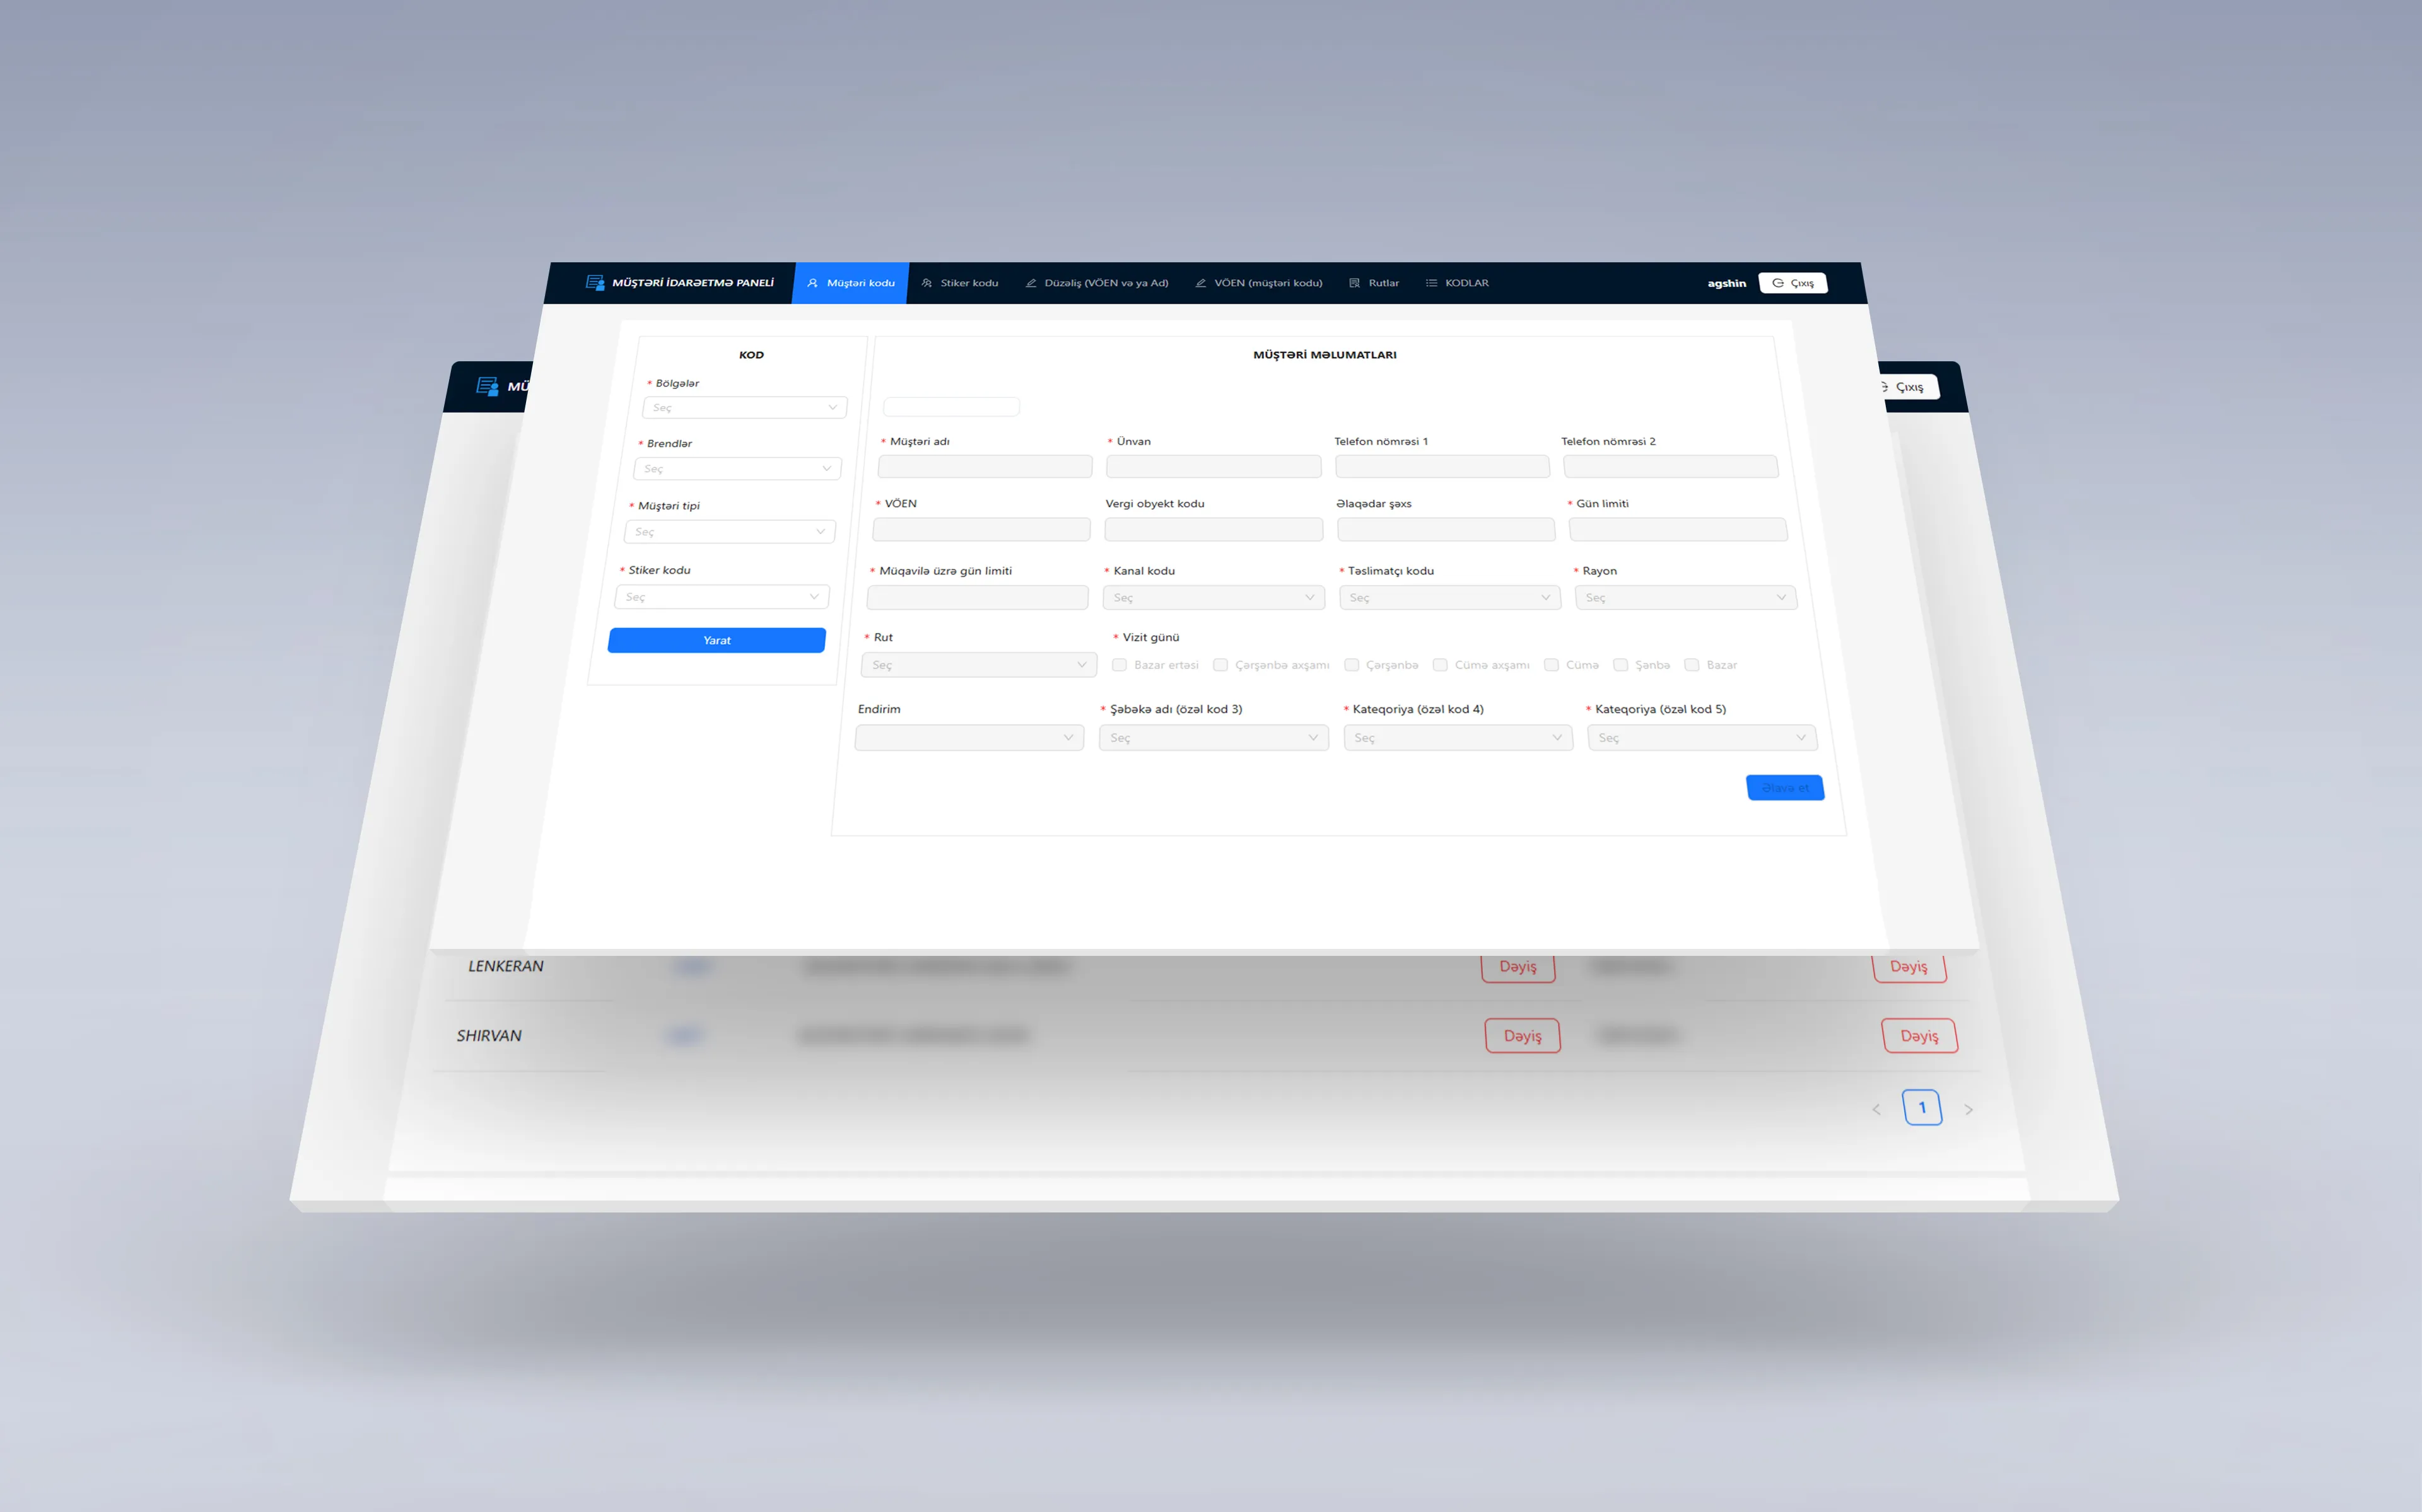 MÜŞTƏRİ İDARƏETMƏ PANELİ Müştəri kodu Stiker kodu Düzəliş (VÖEN və ya Ad) VÖEN (müştəri kodu) Rutlar KODLAR agshin Çıxış
KOD
* Bölgələr
Seç
* Brendlər
Seç
* Müştəri tipi
Seç
* Stiker kodu
Seç
Yarat
MÜŞTƏRİ MƏLUMATLARI
* Müştəri adı * Ünvan Telefon nömrəsi 1 Telefon nömrəsi 2
* VÖEN Vergi obyekt kodu Əlaqədar şəxs * Gün limiti
* Müqavilə üzrə gün limiti * Kanal kodu * Təslimatçı kodu * Rayon
Seç Seç Seç
* Rut * Vizit günü
Seç Bazar ertəsi Çərşənbə axşamı Çərşənbə Cümə axşamı Cümə Şənbə Bazar
Endirim * Şəbəkə adı (özəl kod 3) * Kateqoriya (özəl kod 4) * Kateqoriya (özəl kod 5)
Seç Seç Seç
Əlavə et
MÜ Çıxış
LENKERAN Dəyiş Dəyiş
SHIRVAN Dəyiş Dəyiş
< 1 >